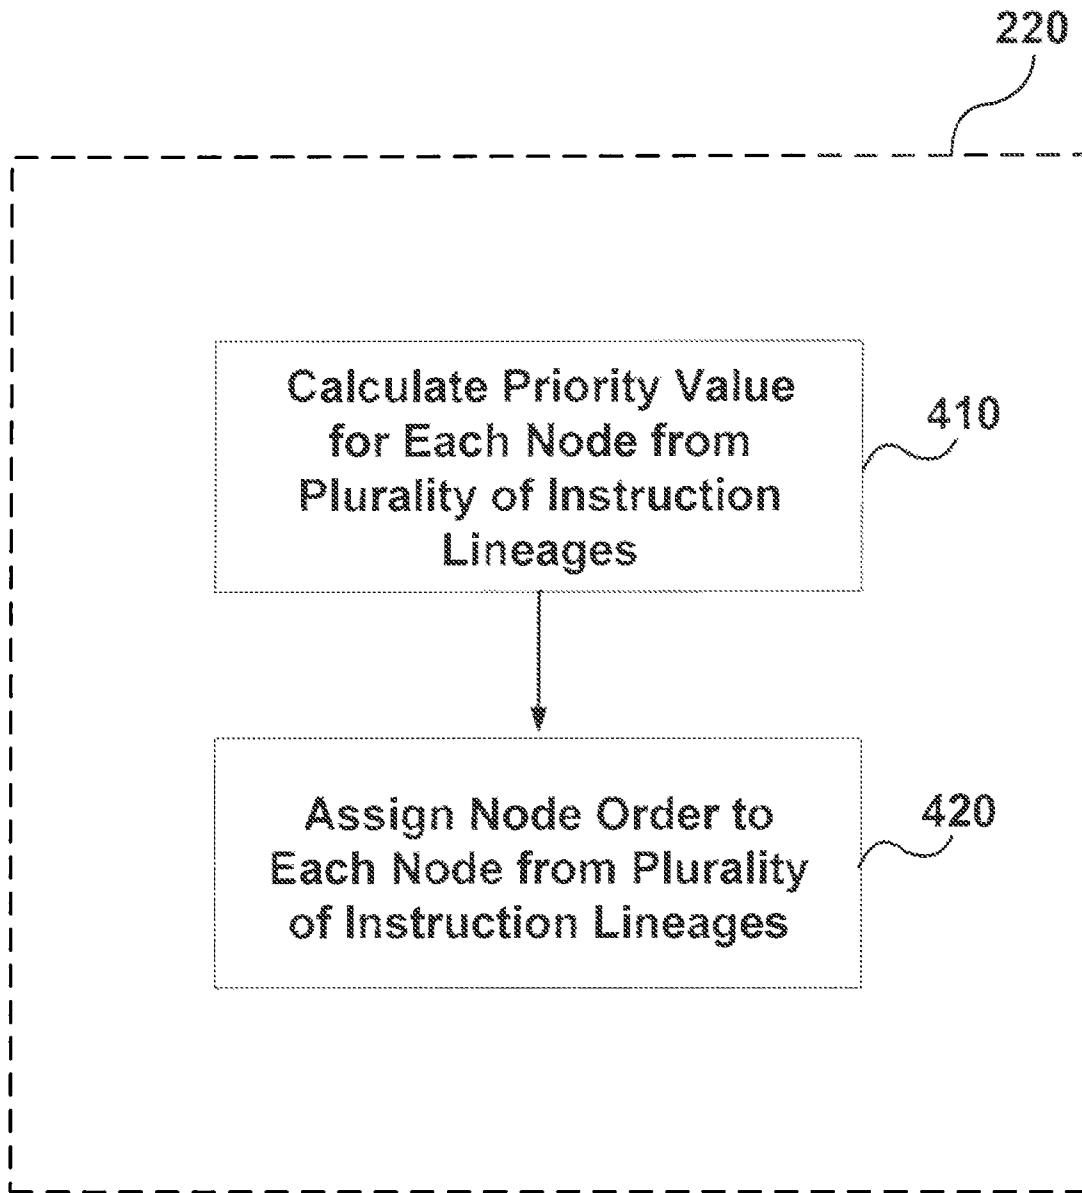 220
Calculate Priority Value
for Each Node from
Plurality of Instruction
Lineages
410
Assign Node Order to
Each Node from Plurality
of Instruction Lineages
420